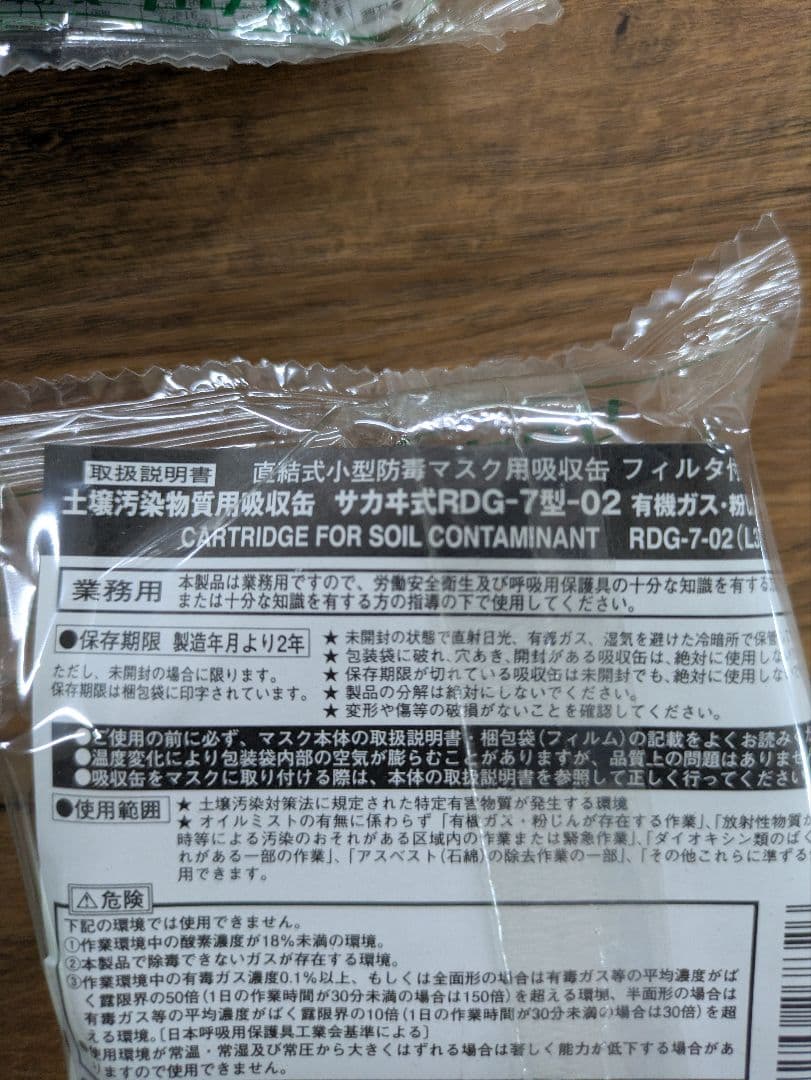 取扱説明書 直結式小型防毒マスク用吸収缶 フィルタ
土壌汚染物質用吸収缶 サカヰ式RDG-7型-02 有機ガス・粉
CARTRIDGE FOR SOIL CONTAMINANT RDG-7-02(L
業務用
本製品は業務用ですので、労働安全衛生及び呼吸用保護具の十分な知識を有する
または十分な知識を有する方の指導の下で使用してください。
●保存期限 製造年月より2年
ただし、未開封の場合に限ります。
保存期限は梱包袋に印字されています。
★ 未開封の状態で直射日光、有毒ガス、湿気を避けた冷暗所で保管
★ 包装袋に破れ、穴あき、開封がある吸収缶は、絶対に使用し
★ 保存期限が切れている吸収缶は未開封でも、絶対に使用し
★ 製品の分解は絶対にしないでください。
★ 変形や傷等の破損がないことを確認してください。
●ご使用の前に必ず、マスク本体の取扱説明書・梱包袋(フィルム)の記載をよくお読み
●温度変化により包装袋内部の空気が膨らむことがありますが、品質上の問題はありませ
●吸収缶をマスクに取り付ける際は、本体の取扱説明書を参照して正しく行ってください
●使用範囲
★ 土壌汚染対策法に規定された特定有害物質が発生する環境
★ オイルミストの有無に係わらず「有機ガス・粉じんが存在する作業」、「放射性物質が
時等による汚染のおそれがある区域内の作業または緊急作業」、「ダイオキシン類のばく
れがある一部の作業」、「アスベスト(石綿)の除去作業の一部」、「その他これらに準ずる
用できます。
⚠危険
下記の環境では使用できません。
①作業環境中の酸素濃度が18%未満の環境。
②本製品で除毒できないガスが存在する環境。
③作業環境中の有毒ガス濃度0.1%以上、もしくは全面形の場合は有毒ガス等の平均濃度がば
く露限界の50倍(1日の作業時間が30分未満の場合は150倍)を超える環境、半面形の場合は
有毒ガス等の平均濃度がばく露限界の10倍(1日の作業時間が30分未満の場合は30倍)を超
える環境。[日本呼吸用保護具工業会基準による]
使用環境が常温・常湿及び常圧から大きくはずれる場合は著しく能力が低下する場合があ
りますので使用できません。